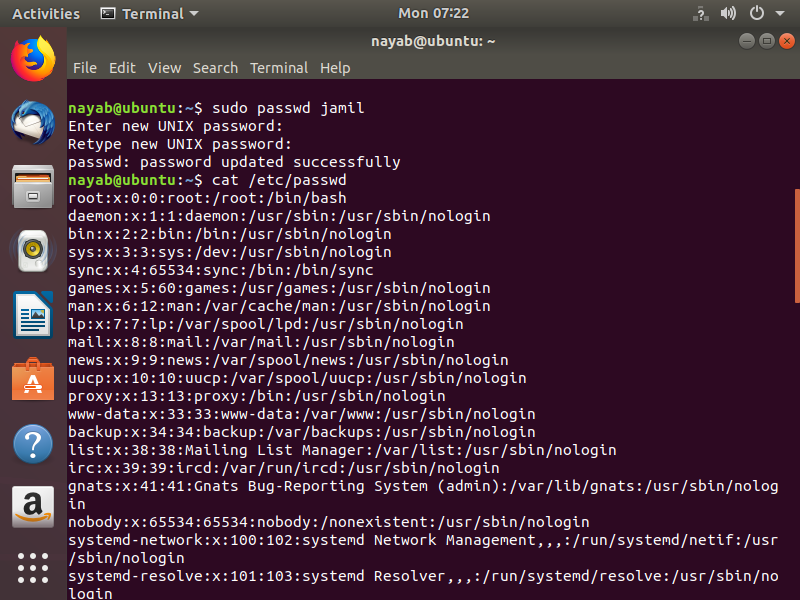 Activities Terminal Mon 07:22
nayab@ubuntu: ~
File Edit View Search Terminal Help
nayab@ubuntu:~$ sudo passwd jamil
Enter new UNIX password:
Retype new UNIX password:
passwd: password updated successfully
nayab@ubuntu:~$ cat /etc/passwd
root:x:0:0:root:/root:/bin/bash
daemon:x:1:1:daemon:/usr/sbin:/usr/sbin/nologin
bin:x:2:2:bin:/bin:/usr/sbin/nologin
sys:x:3:3:sys:/dev:/usr/sbin/nologin
sync:x:4:65534:sync:/bin:/bin/sync
games:x:5:60:games:/usr/games:/usr/sbin/nologin
man:x:6:12:man:/var/cache/man:/usr/sbin/nologin
lp:x:7:7:lp:/var/spool/lpd:/usr/sbin/nologin
mail:x:8:8:mail:/var/mail:/usr/sbin/nologin
news:x:9:9:news:/var/spool/news:/usr/sbin/nologin
uucp:x:10:10:uucp:/var/spool/uucp:/usr/sbin/nologin
proxy:x:13:13:proxy:/bin:/usr/sbin/nologin
www-data:x:33:33:www-data:/var/www:/usr/sbin/nologin
backup:x:34:34:backup:/var/backups:/usr/sbin/nologin
list:x:38:38:Mailing List Manager:/var/list:/usr/sbin/nologin
irc:x:39:39:ircd:/var/run/ircd:/usr/sbin/nologin
gnats:x:41:41:Gnats Bug-Reporting System (admin):/var/lib/gnats:/usr/sbin/nolog
in
nobody:x:65534:65534:nobody:/nonexistent:/usr/sbin/nologin
systemd-network:x:100:102:systemd Network Management,,,:/run/systemd/netif:/usr
/sbin/nologin
systemd-resolve:x:101:103:systemd Resolver,,,:/run/systemd/resolve:/usr/sbin/no
login